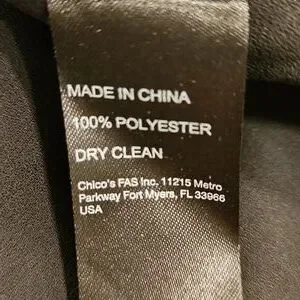 MADE IN CHINA
100% POLYESTER
DRY CLEAN
Chico's FAS Inc. 11215 Metro
Parkway Fort Myers, FL 33966
USA